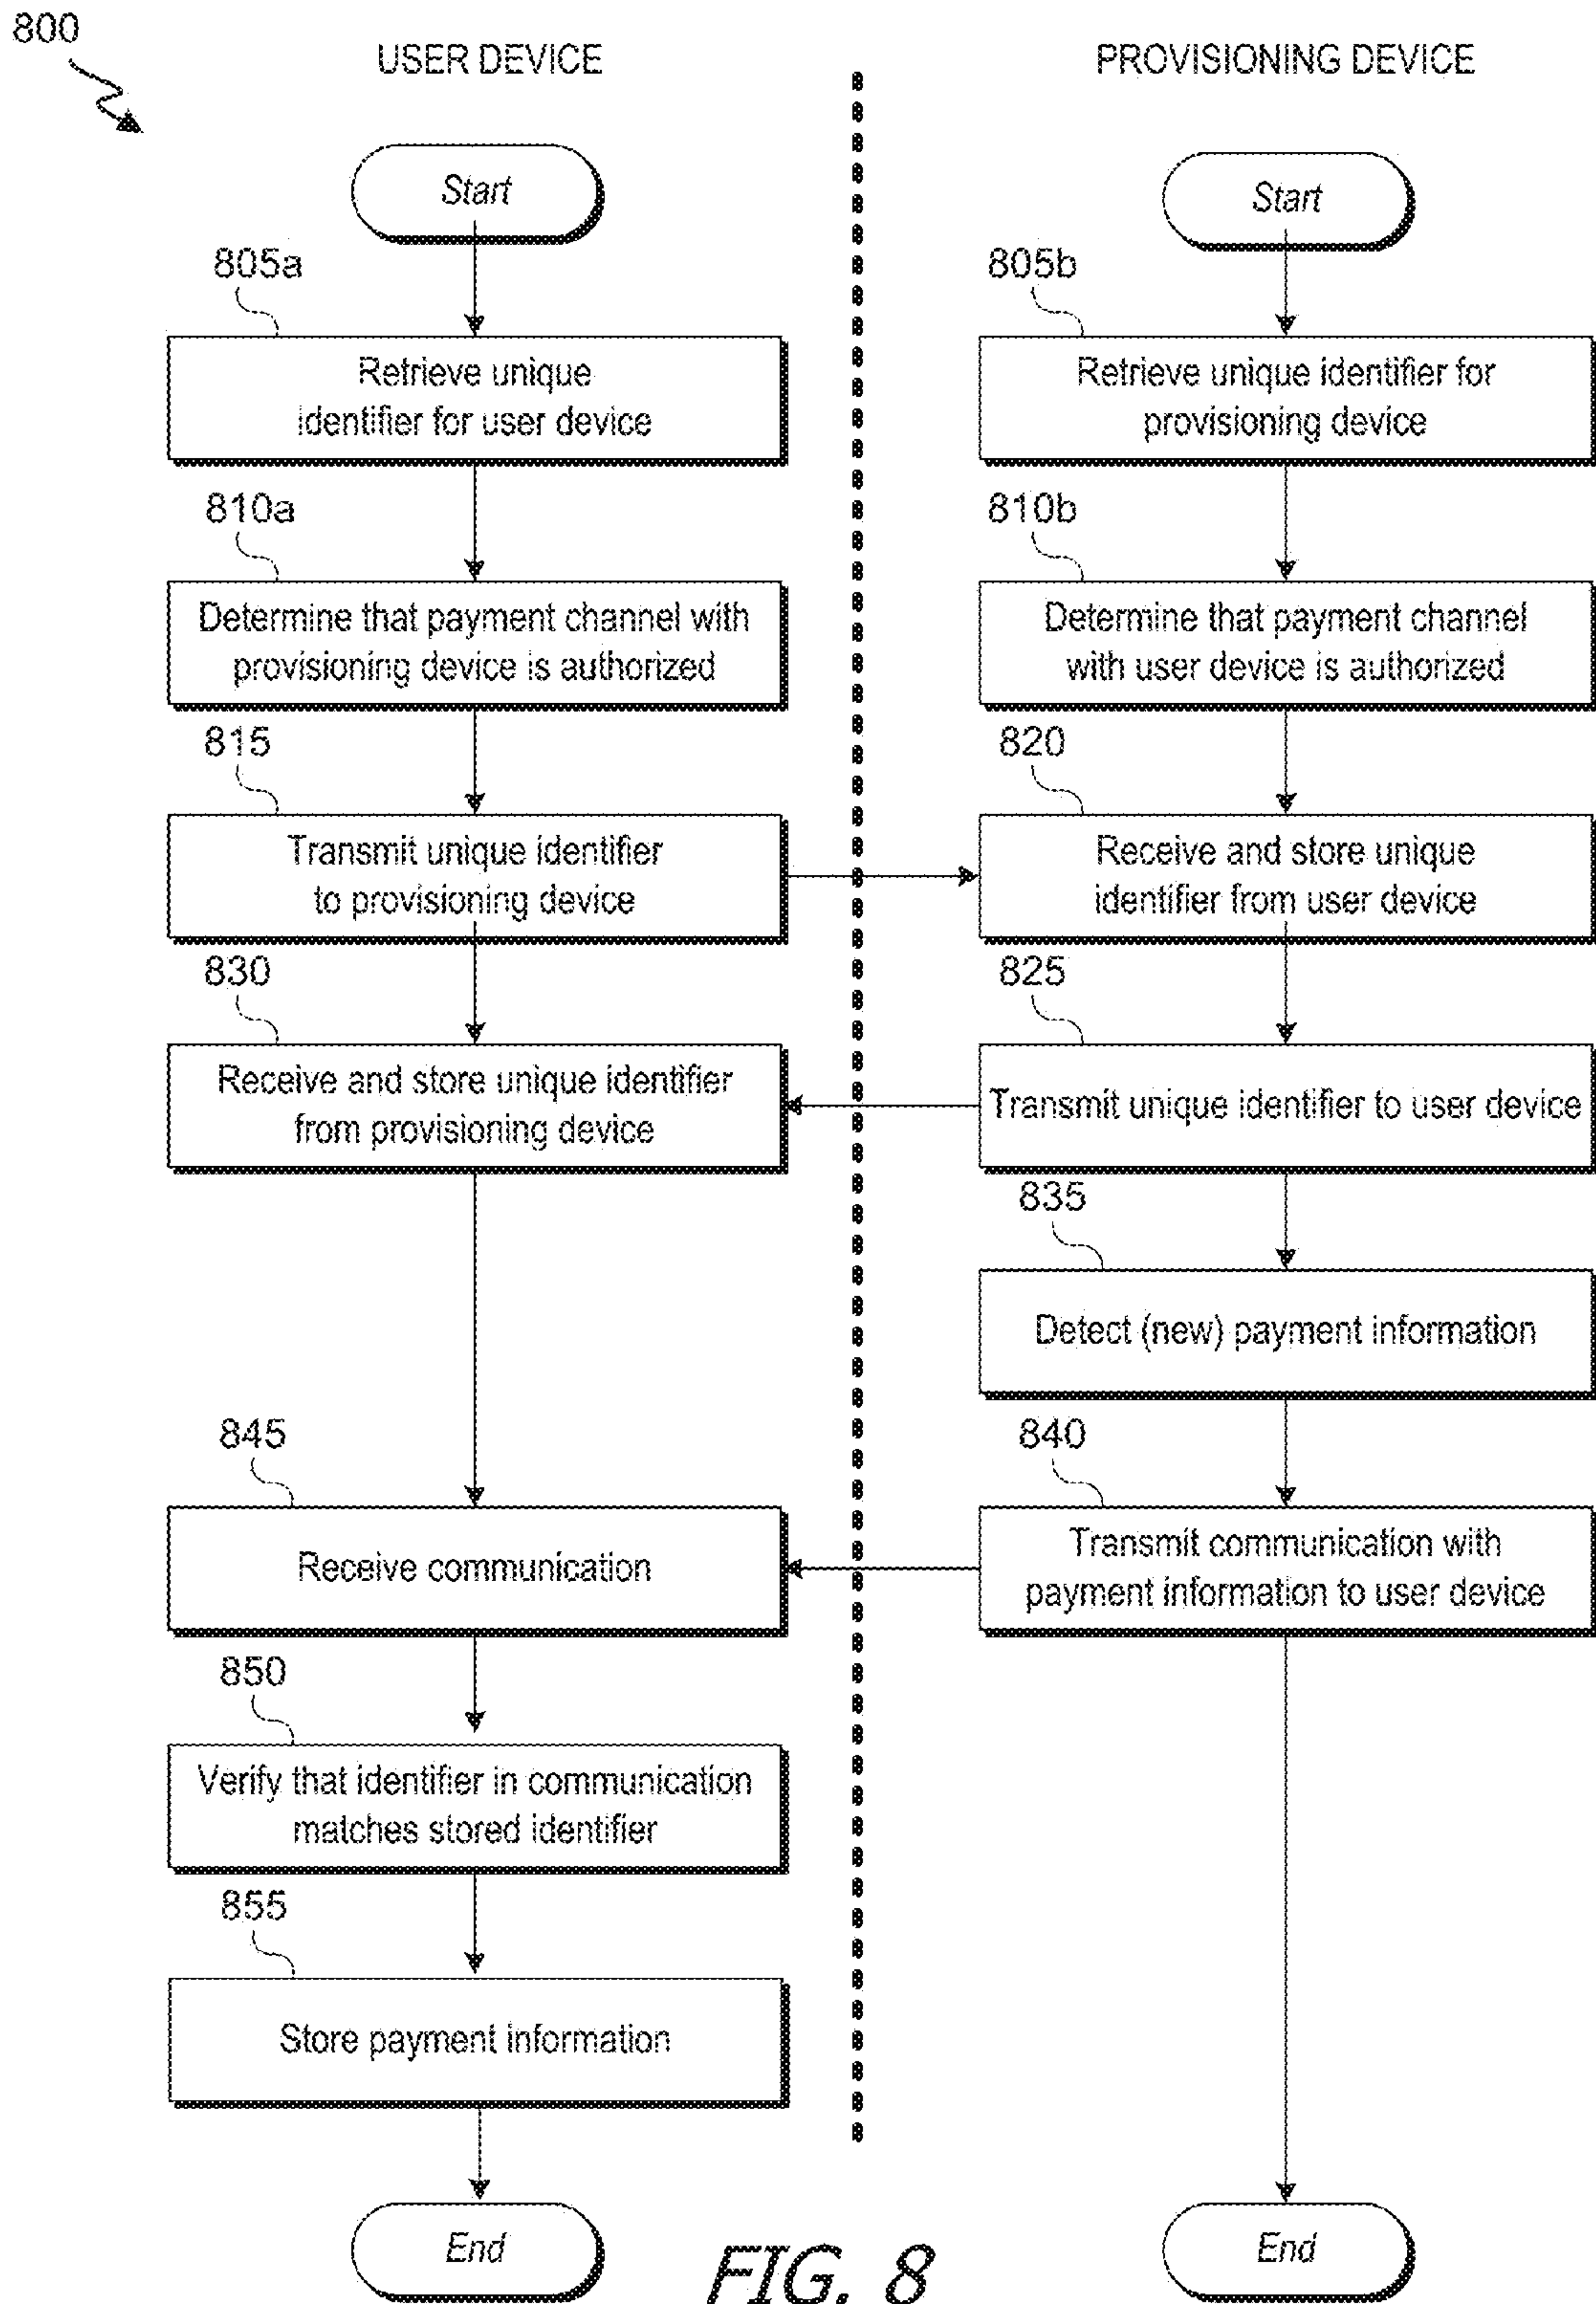 800
USER DEVICE
PROVISIONING DEVICE
Start
Start
805a
805b
Retrieve unique
identifier for user device
Retrieve unique identifier for
provisioning device
810a
810b
Determine that payment channel with
provisioning device is authorized
Determine that payment channel
with user device is authorized
815
820
Transmit unique identifier
to provisioning device
Receive and store unique
identifier from user device
830
825
Receive and store unique identifier
from provisioning device
Transmit unique identifier to user device
835
Detect (new) payment information
845
840
Receive communication
Transmit communication with
payment information to user device
850
Verify that identifier in communication
matches stored identifier
855
Store payment information
End
End
FIG. 8